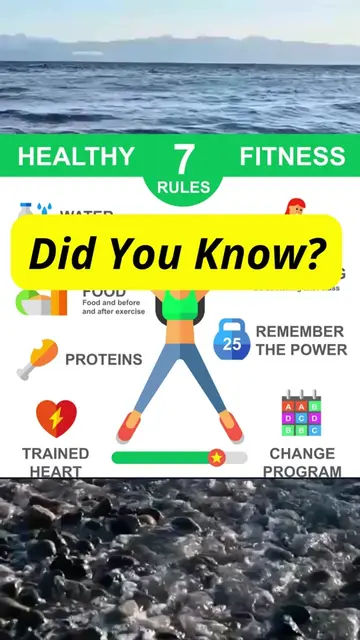 HEALTHY 7 FITNESS
RULES
WATER
Did You Know?
FOOD
Food and before
and after exercise
25
REMEMBER
THE POWER
PROTEINS
A A B
D C D
B B C
TRAINED
HEART
CHANGE
PROGRAM